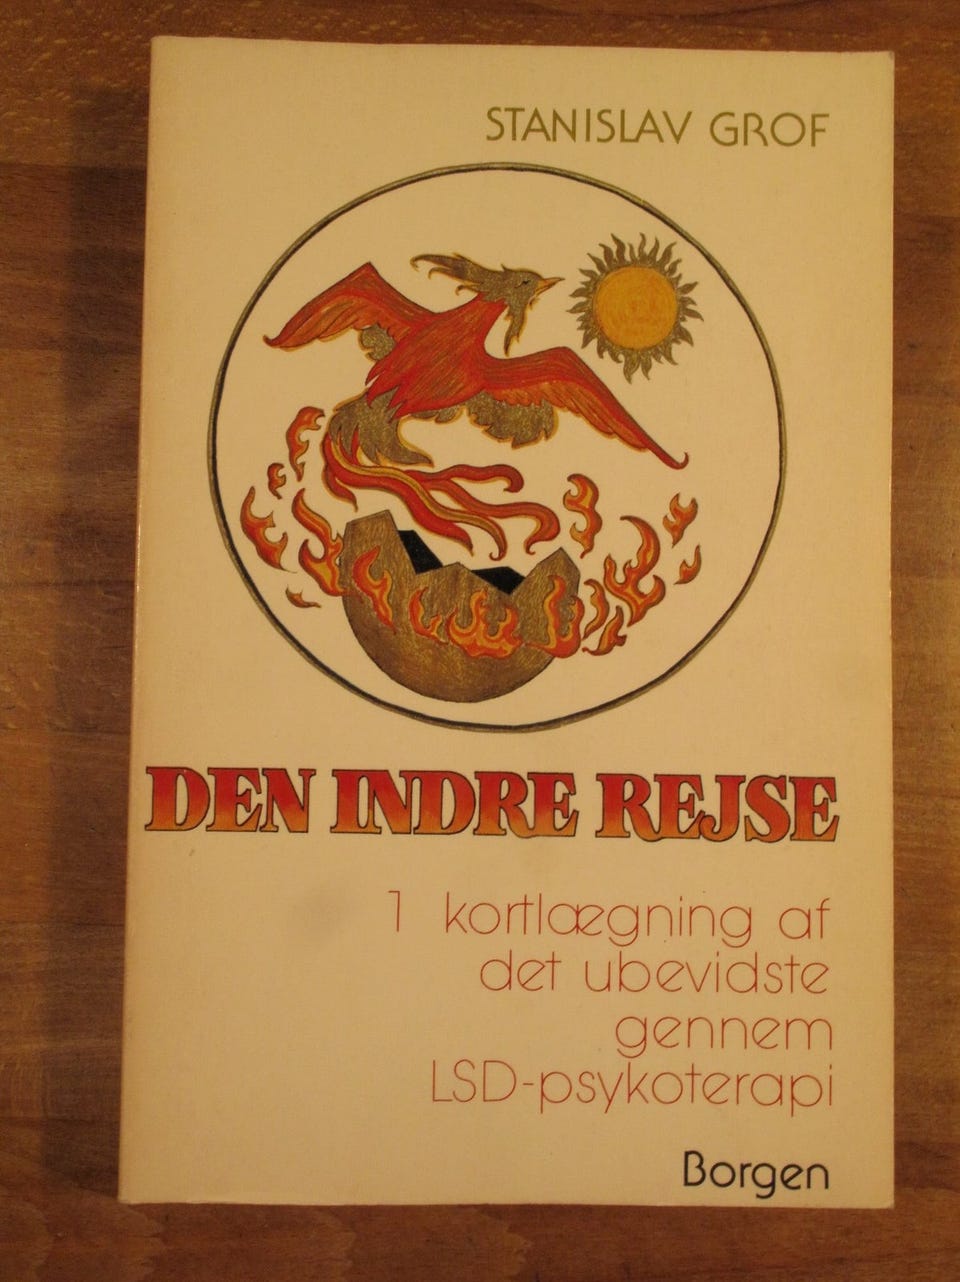 STANISLAV GROF
DEN INDRE REJSE
1 kortlægning af
det ubevidste
gennem
LSD-psykoterapi
Borgen